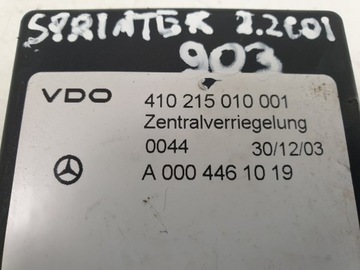 SPRINTER 2.2CDI
903
VDO 410 215 010 001
Zentralverriegelung
0044 30/12/03
A 000 446 10 19